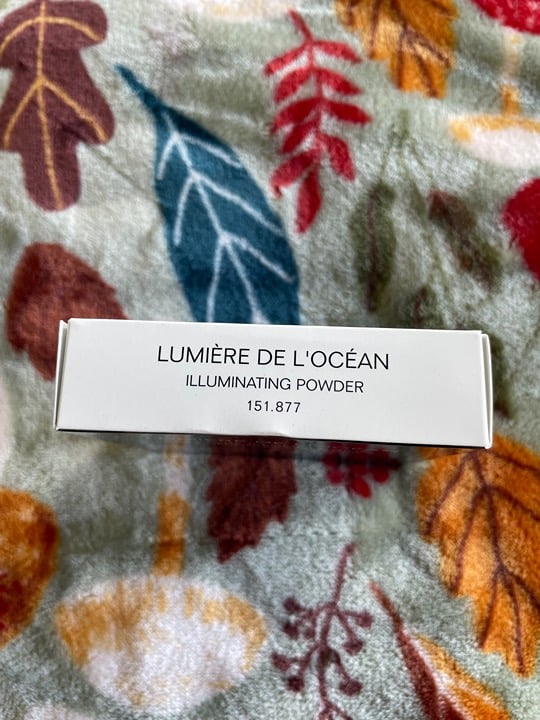 LUMIÈRE DE L'OCÉAN
ILLUMINATING POWDER
151.877